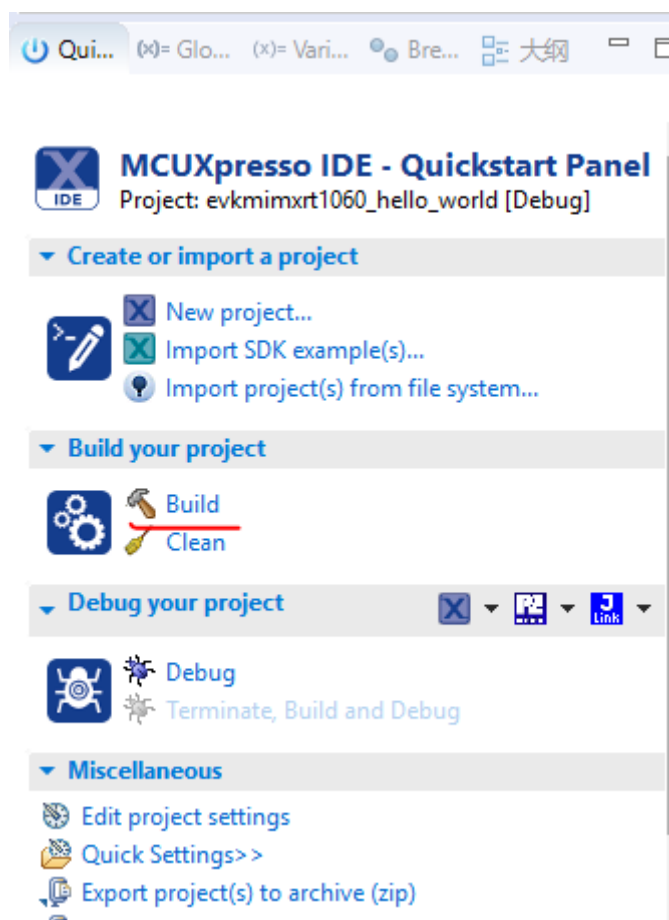 Qui... (x)= Glo... (x)= Vari... Bre... 大纲
IDE
MCUXpresso IDE - Quickstart Panel
Project: evkmimxrt1060_hello_world [Debug]
Create or import a project
New project...
Import SDK example(s)...
Import project(s) from file system...
Build your project
Build
Clean
Debug your project
J Link
Debug
Terminate, Build and Debug
Miscellaneous
Edit project settings
Quick Settings>>
Export project(s) to archive (zip)